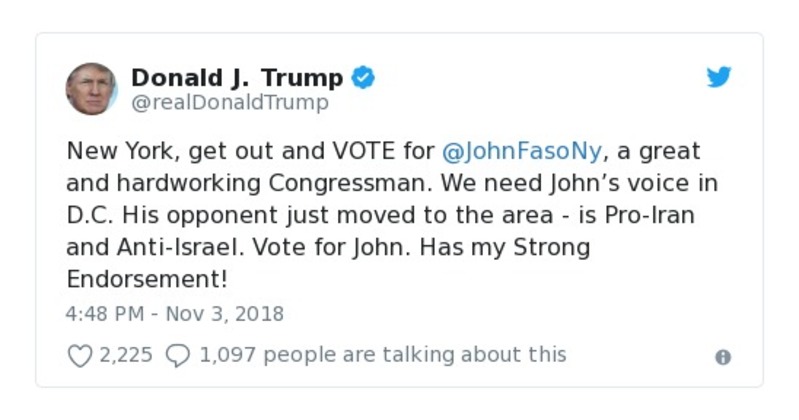 Donald J. Trump
@realDonaldTrump
New York, get out and VOTE for @JohnFasoNy, a great
and hardworking Congressman. We need John’s voice in
D.C. His opponent just moved to the area - is Pro-Iran
and Anti-Israel. Vote for John. Has my Strong
Endorsement!
4:48 PM - Nov 3, 2018
2,225 1,097 people are talking about this